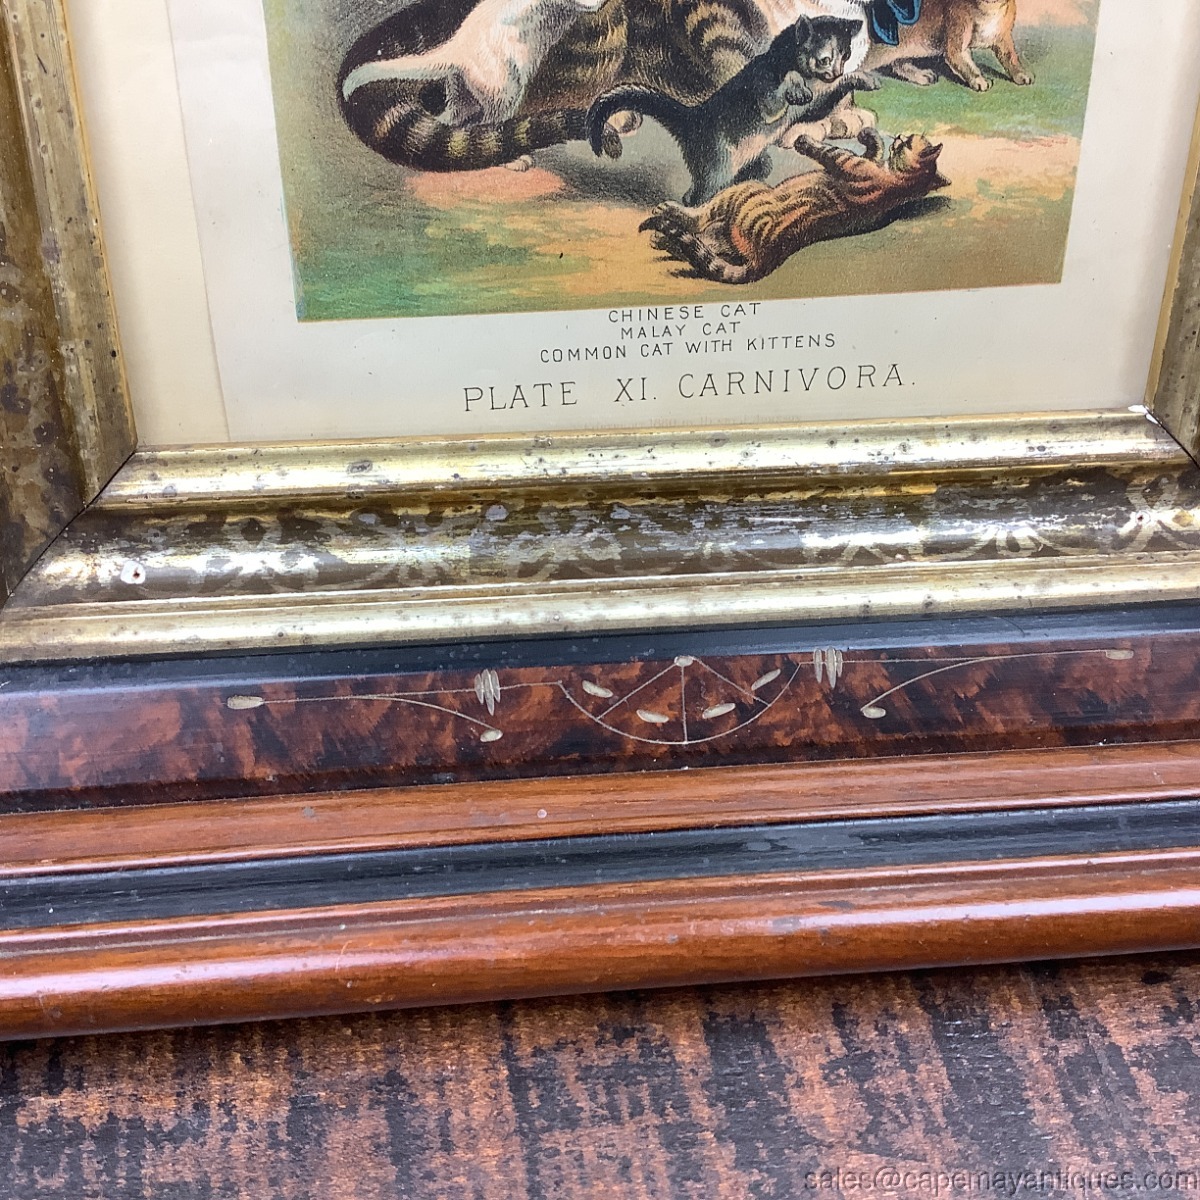 CHINESE CAT
MALAY CAT
COMMON CAT WITH KITTENS
PLATE XI. CARNIVORA.
sales@capemayantiques.com